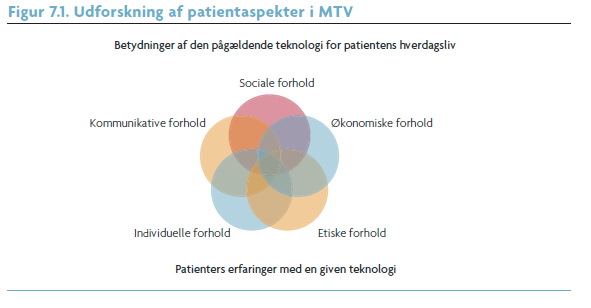 Figur 7.1. Udforskning af patientaspekter i MTV
Betydninger af den pågældende teknologi for patientens hverdagsliv
Sociale forhold
Kommunikative forhold
Økonomiske forhold
Individuelle forhold
Etiske forhold
Patienters erfaringer med en given teknologi